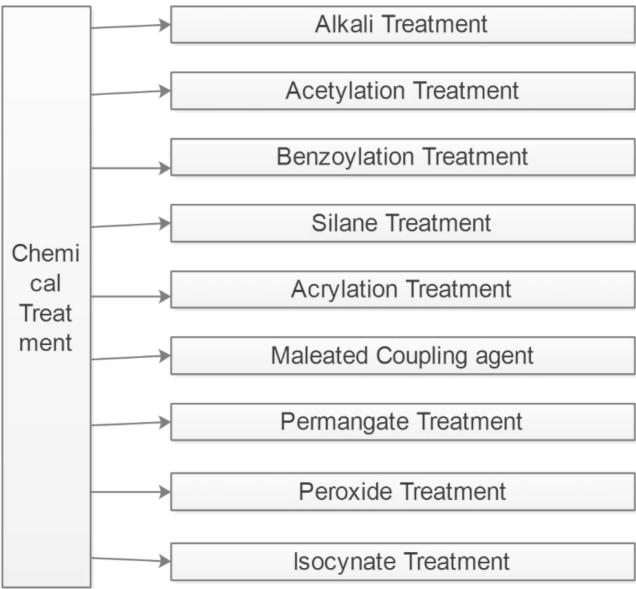 Alkali Treatment
Acetylation Treatment
Benzoylation Treatment
Silane Treatment
Chemi
cal
Treat
ment
Acrylation Treatment
Maleated Coupling agent
Permangate Treatment
Peroxide Treatment
Isocynate Treatment